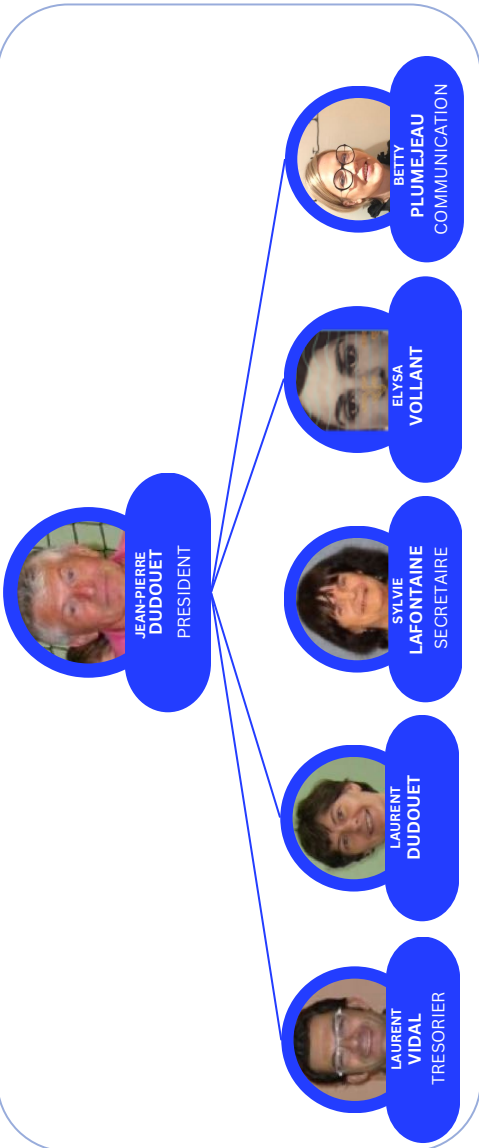 JEAN-PIERRE
DUDOUET
PRESIDENT
LAURENT
VIDAL
TRESORIER
LAURENT
DUDOUET
SYLVIE
LAFONTAINE
SECRETAIRE
ELYSA
VOLLANT
BETTY
PLUMEJEAU
COMMUNICATION